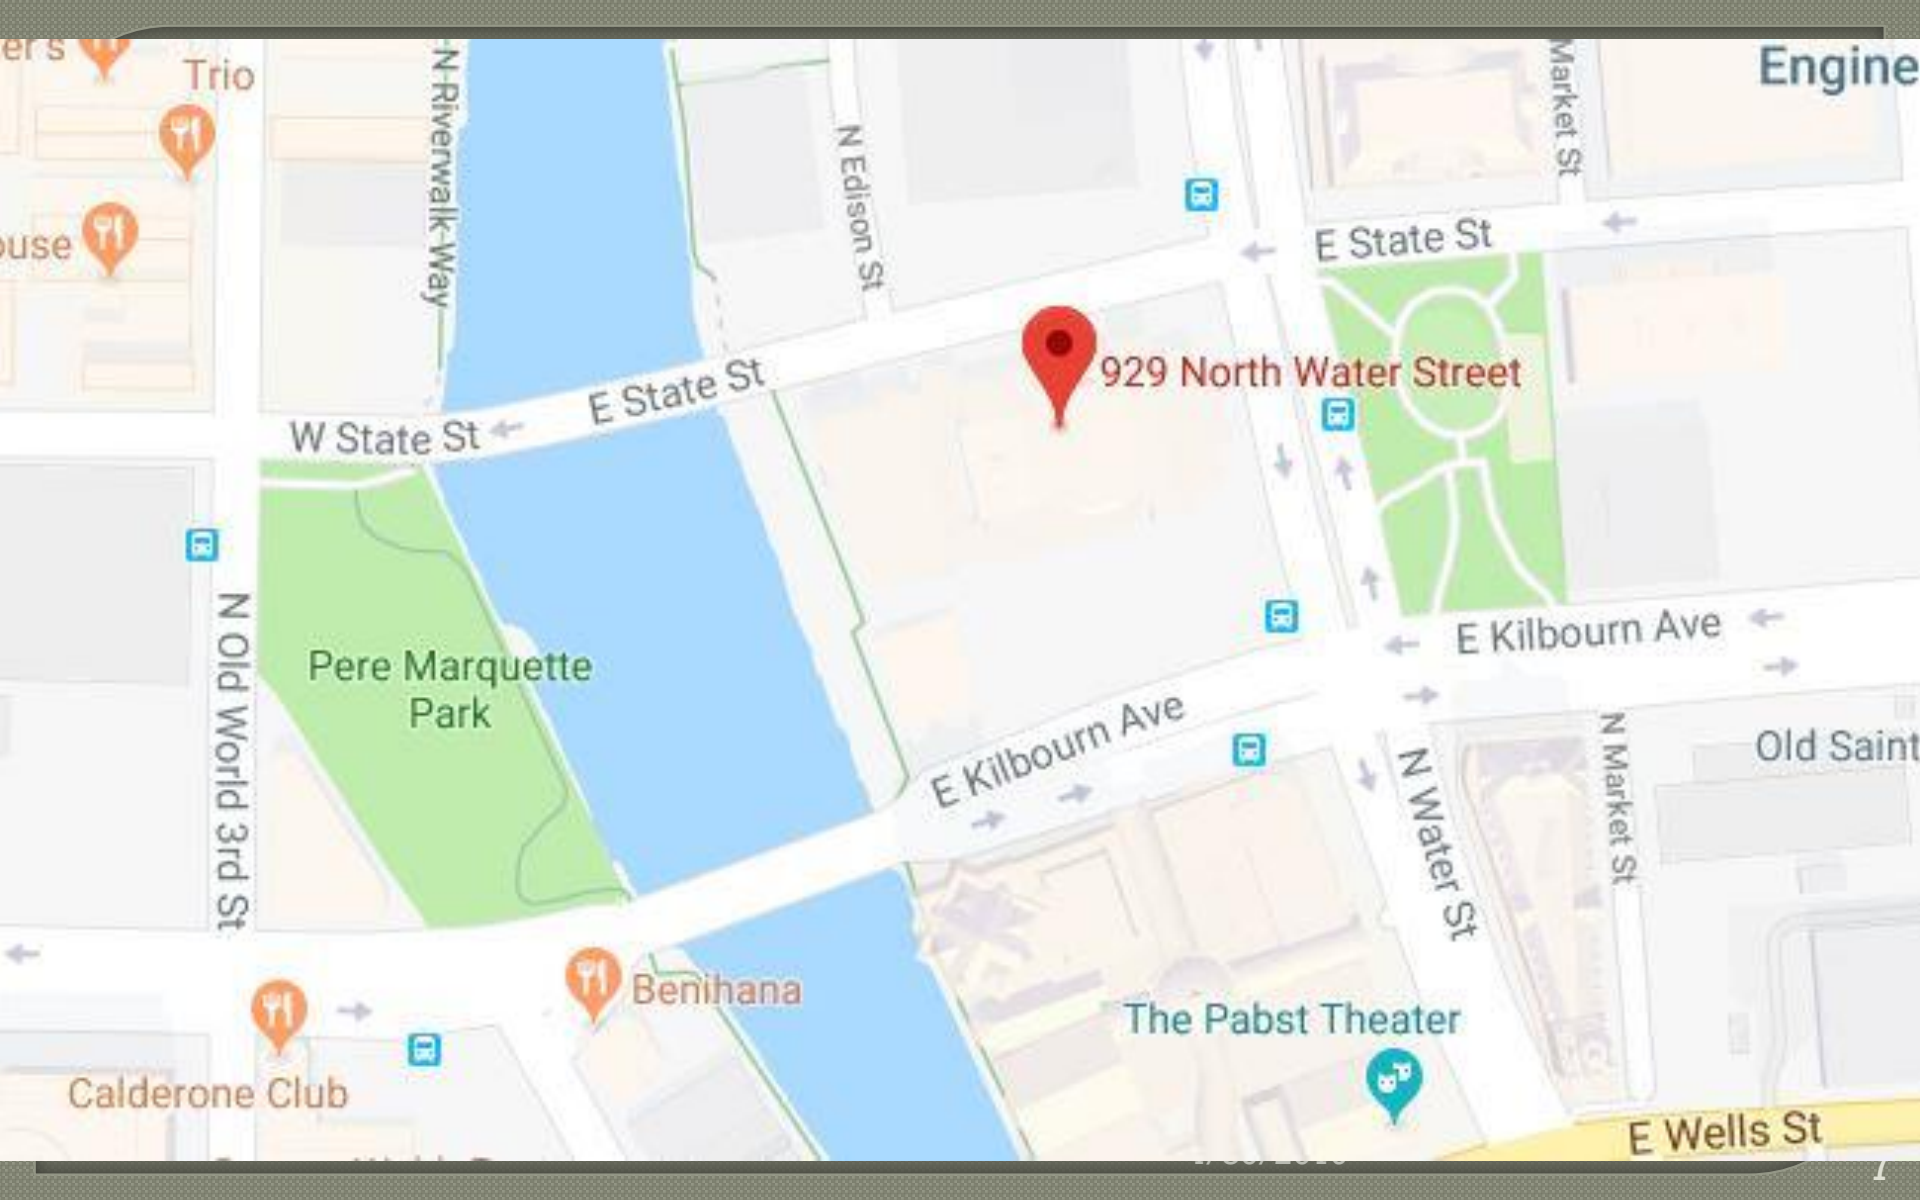 er's
Trio
ouse
N Riverwalk Way
N Edison St
Market St
Engine
E State St
929 North Water Street
E State St
W State St
N Old World 3rd St
Pere Marquette
Park
E Kilbourn Ave
E Kilbourn Ave
N Water St
N Market St
Old Saint
Benihana
The Pabst Theater
Calderone Club
E Wells St